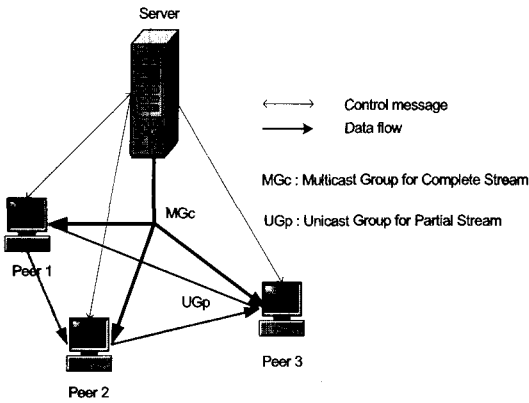 Server
Control message
Data flow
MGc : Multicast Group for Complete Stream
MGc
UGp : Unicast Group for Partial Stream
Peer 1
UGp
Peer 3
Peer 2